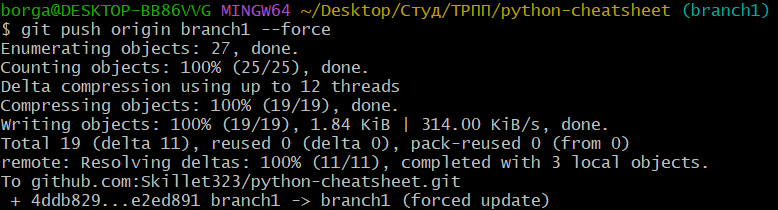 borga@DESKTOP-BB86VVG MINGW64 ~/Desktop/Студ/ТРПП/python-cheatsheet (branch1)
$ git push origin branch1 --force
Enumerating objects: 27, done.
Counting objects: 100% (25/25), done.
Delta compression using up to 12 threads
Compressing objects: 100% (19/19), done.
Writing objects: 100% (19/19), 1.84 KiB | 314.00 KiB/s, done.
Total 19 (delta 11), reused 0 (delta 0), pack-reused 0 (from 0)
remote: Resolving deltas: 100% (11/11), completed with 3 local objects.
To github.com:Skillet323/python-cheatsheet.git
 + 4ddb829...e2ed891 branch1 -> branch1 (forced update)